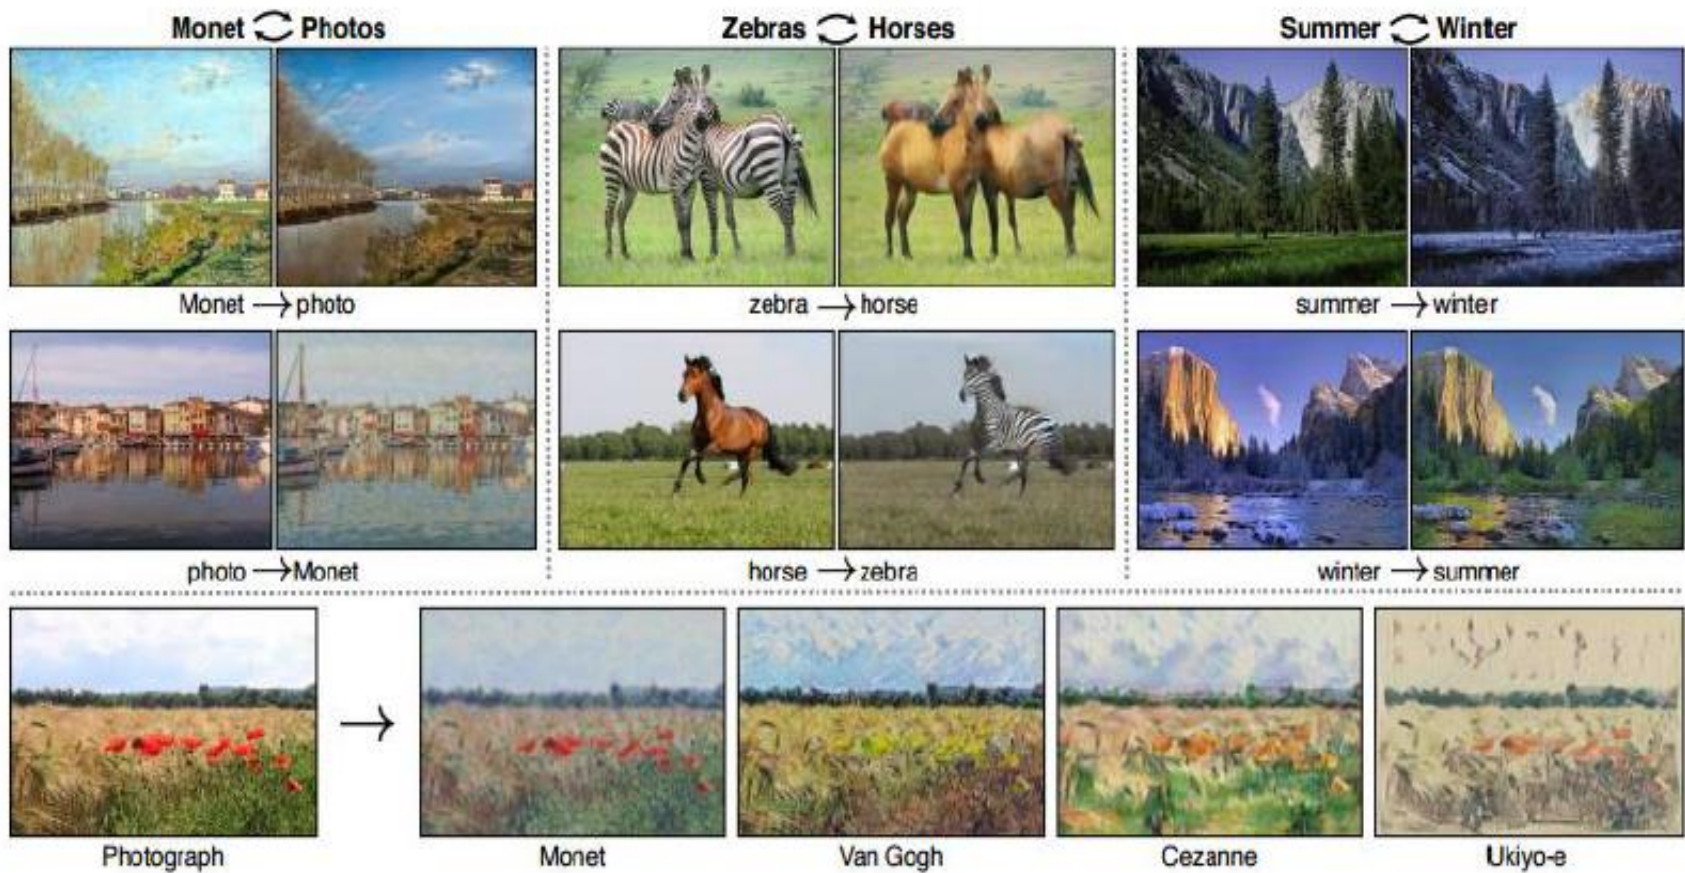 Monet Photos
Zebras Horses
Summer Winter
Monet → photo
zebra → horse
summer → winter
photo → Monet
horse → zebra
winter → summer
Photograph
Monet
Van Gogh
Cezanne
Ukiyo-e